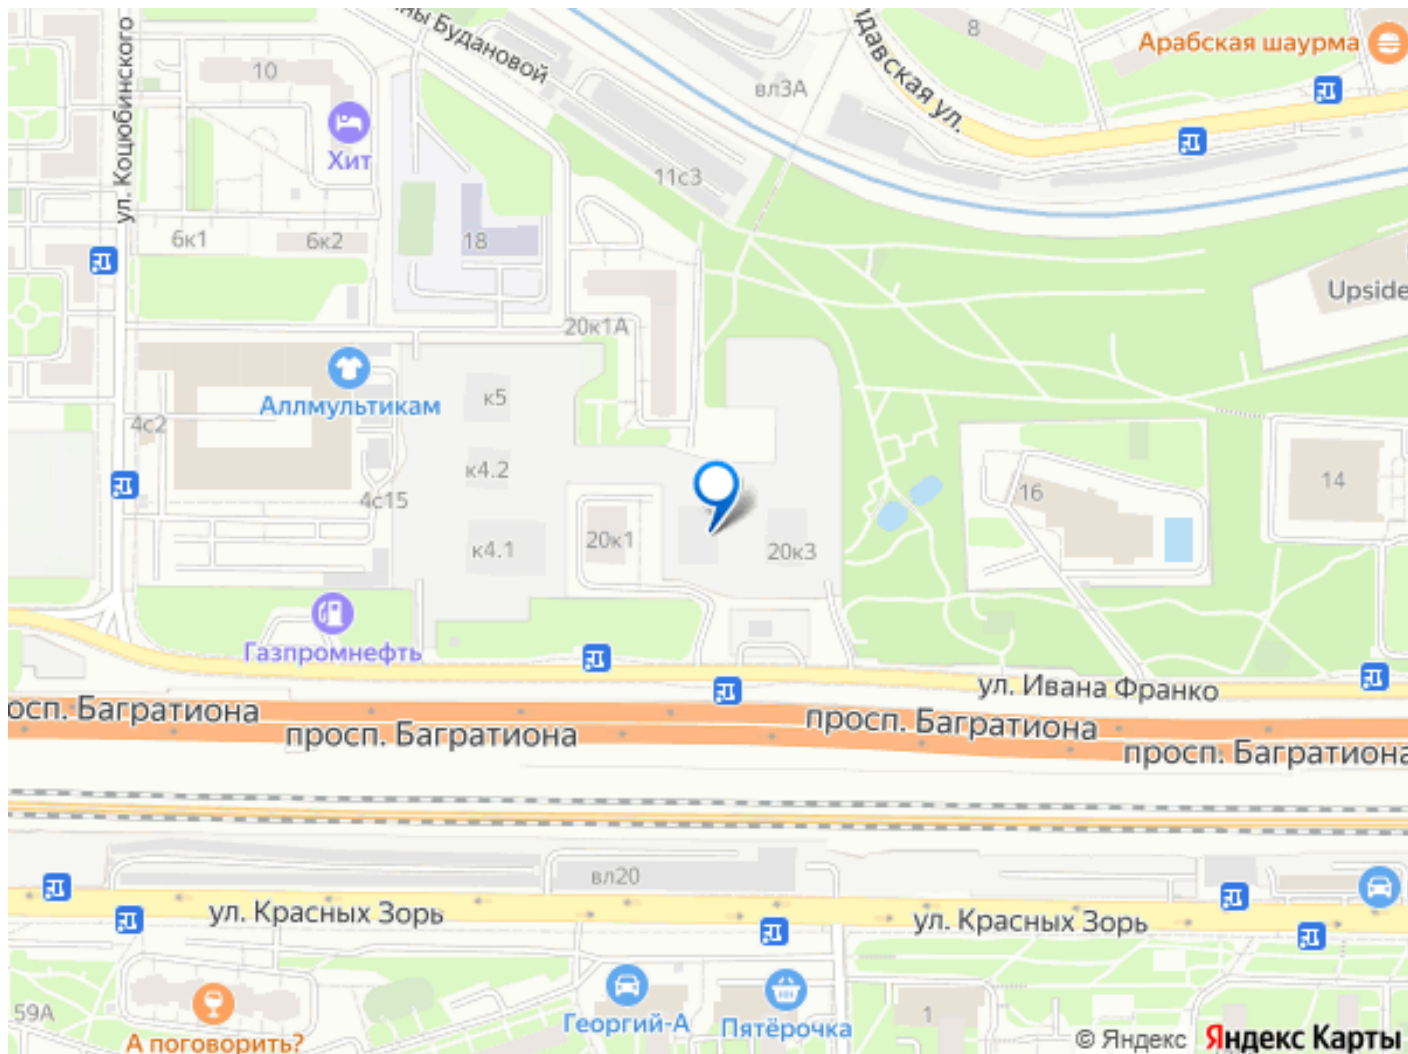 ны Будановой
ул. Коцюбинского
давская ул.
8
Арабская шаурма
10
вл3А
Хит
11с3
6к1
6к2
18
Upside
20к1А
Аллмультикам
к5
4с2
к4.2
4с15
16
14
к4.1
20к1
20к3
Газпромнефть
ул. Ивана Франко
осп. Багратиона
просп. Багратиона
просп. Багратиона
просп. Багратиона
вл20
ул. Красных Зорь
ул. Красных Зорь
59А
Георгий-А
Пятёрочка
1
А поговорить?
© Яндекс Яндекс Карты